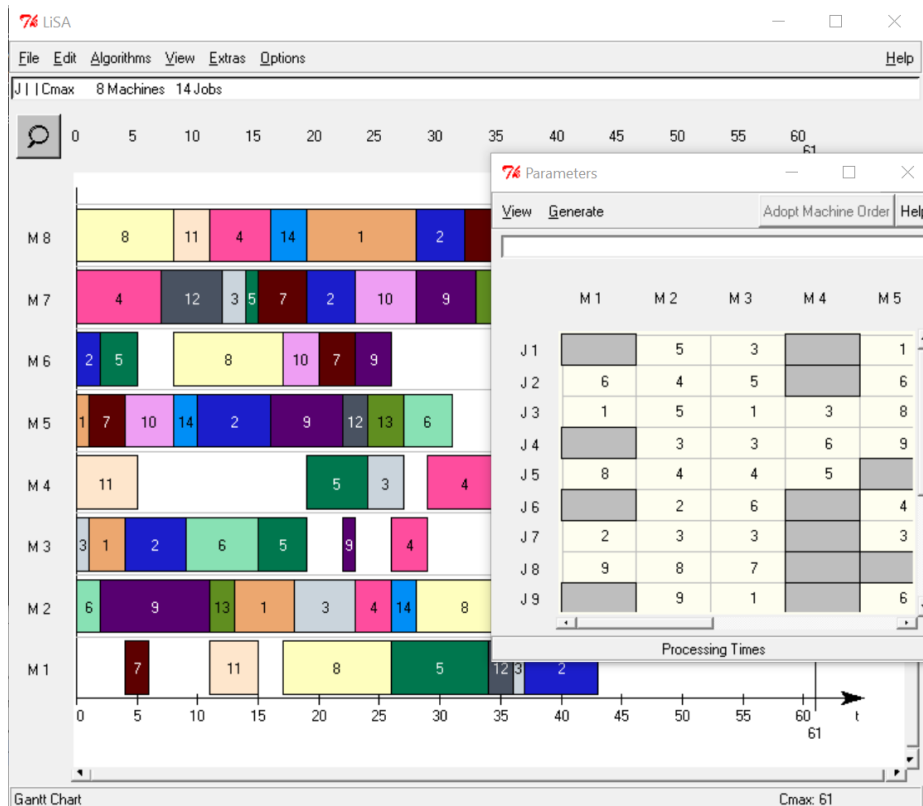 LiSA
File Edit Algorithms View Extras Options Help
J | | Cmax 8 Machines 14 Jobs
0 5 10 15 20 25 30 35 40 45 50 55 60
61
Parameters
View Generate Adopt Machine Order Help
M 1 M 2 M 3 M 4 M 5
J 1 5 3 1
J 2 6 4 5 6
J 3 1 5 1 3 8
J 4 3 3 6 9
J 5 8 4 4 5
J 6 2 6 4
J 7 2 3 3 3
J 8 9 8 7
J 9 9 1 6
Processing Times
M 8 8 11 4 14 1 2
M 7 4 12 3 5 7 2 10 9
M 6 2 5 8 10 7 9
M 5 1 7 10 14 2 9 12 13 6
M 4 11 5 3 4
M 3 3 1 2 6 5 9 4
M 2 6 9 13 1 3 4 14 8
M 1 7 11 8 5 12 3 2
0 5 10 15 20 25 30 35 40 45 50 55 60 t
61
Gantt Chart Cmax: 61